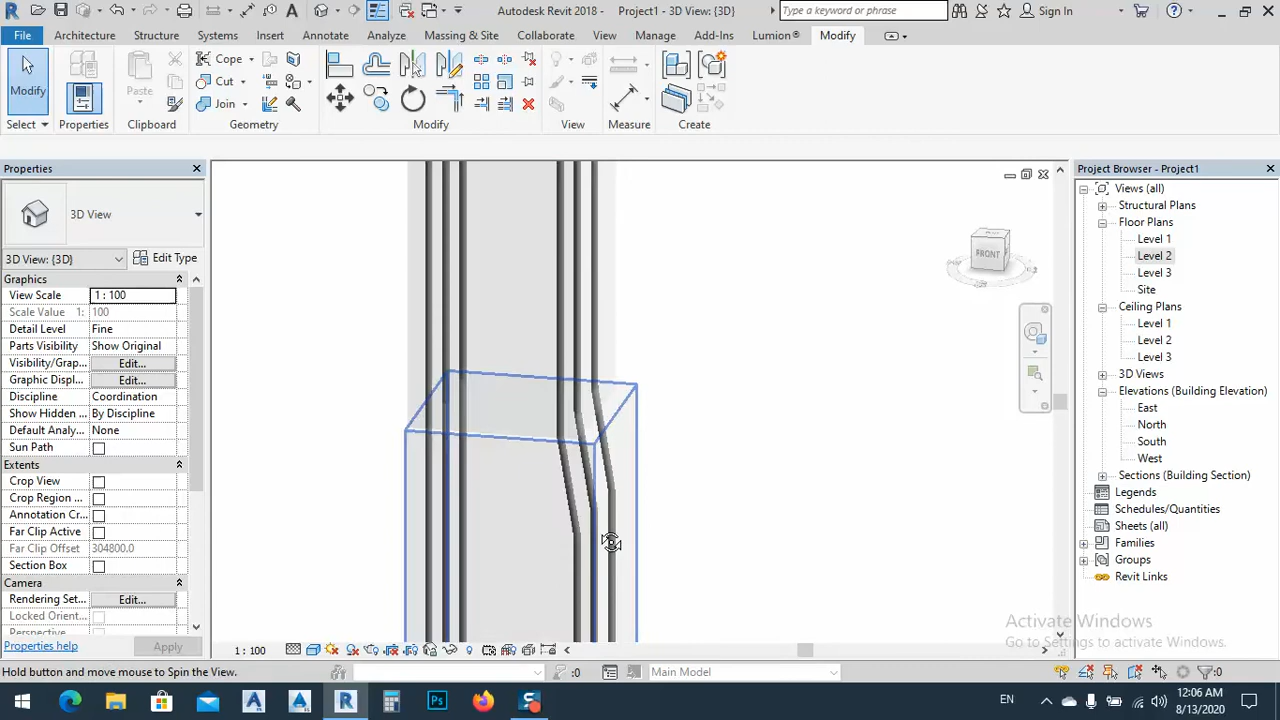 Autodesk Revit 2018 - Project1 - 3D View: {3D}
Type a keyword or phrase
Sign In
File Architecture Structure Systems Insert Annotate Analyze Massing & Site Collaborate View Manage Add-Ins Lumion® Modify
Modify
Paste
Cope
Cut
Join
Select Properties Clipboard Geometry Modify View Measure Create
Properties
3D View
3D View: {3D}
Edit Type
Graphics
View Scale 1 : 100
Scale Value 1: 100
Detail Level Fine
Parts Visibility Show Original
Visibility/Grap... Edit...
Graphic Displ... Edit...
Discipline Coordination
Show Hidden ... By Discipline
Default Analy... None
Sun Path
Extents
Crop View
Crop Region ...
Annotation Cr...
Far Clip Active
Far Clip Offset 304800.0
Section Box
Camera
Rendering Set... Edit...
Locked Orient...
Perspective
Properties help
Apply
FRONT
Project Browser - Project1
Views (all)
Structural Plans
Floor Plans
Level 1
Level 2
Level 3
Site
Ceiling Plans
Level 1
Level 2
Level 3
3D Views
Elevations (Building Elevation)
East
North
South
West
Sections (Building Section)
Legends
Schedules/Quantities
Sheets (all)
Families
Groups
Revit Links
Activate Windows
Go to Settings to activate Windows.
1 : 100
Hold button and move mouse to Spin the View.
:0
Main Model
:0
EN
12:06 AM
8/13/2020